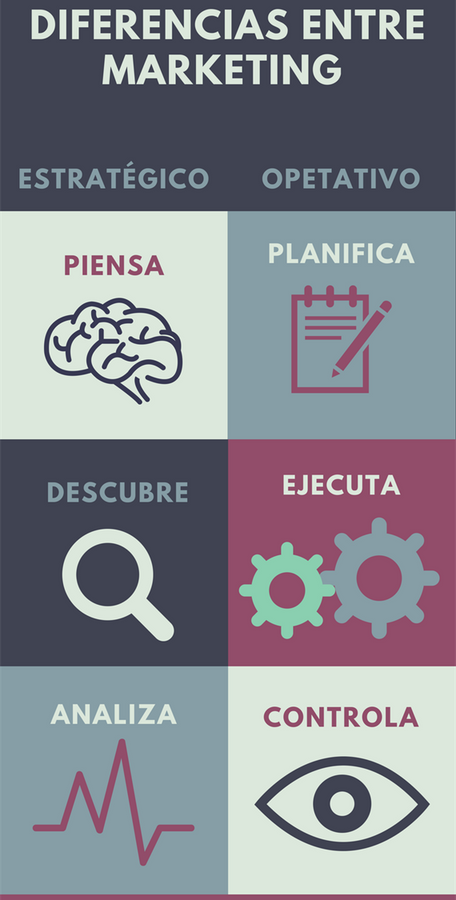 DIFERENCIAS ENTRE
MARKETING
ESTRATÉGICO OPETATIVO
PIENSA
PLANIFICA
DESCUBRE
EJECUTA
ANALIZA
CONTROLA